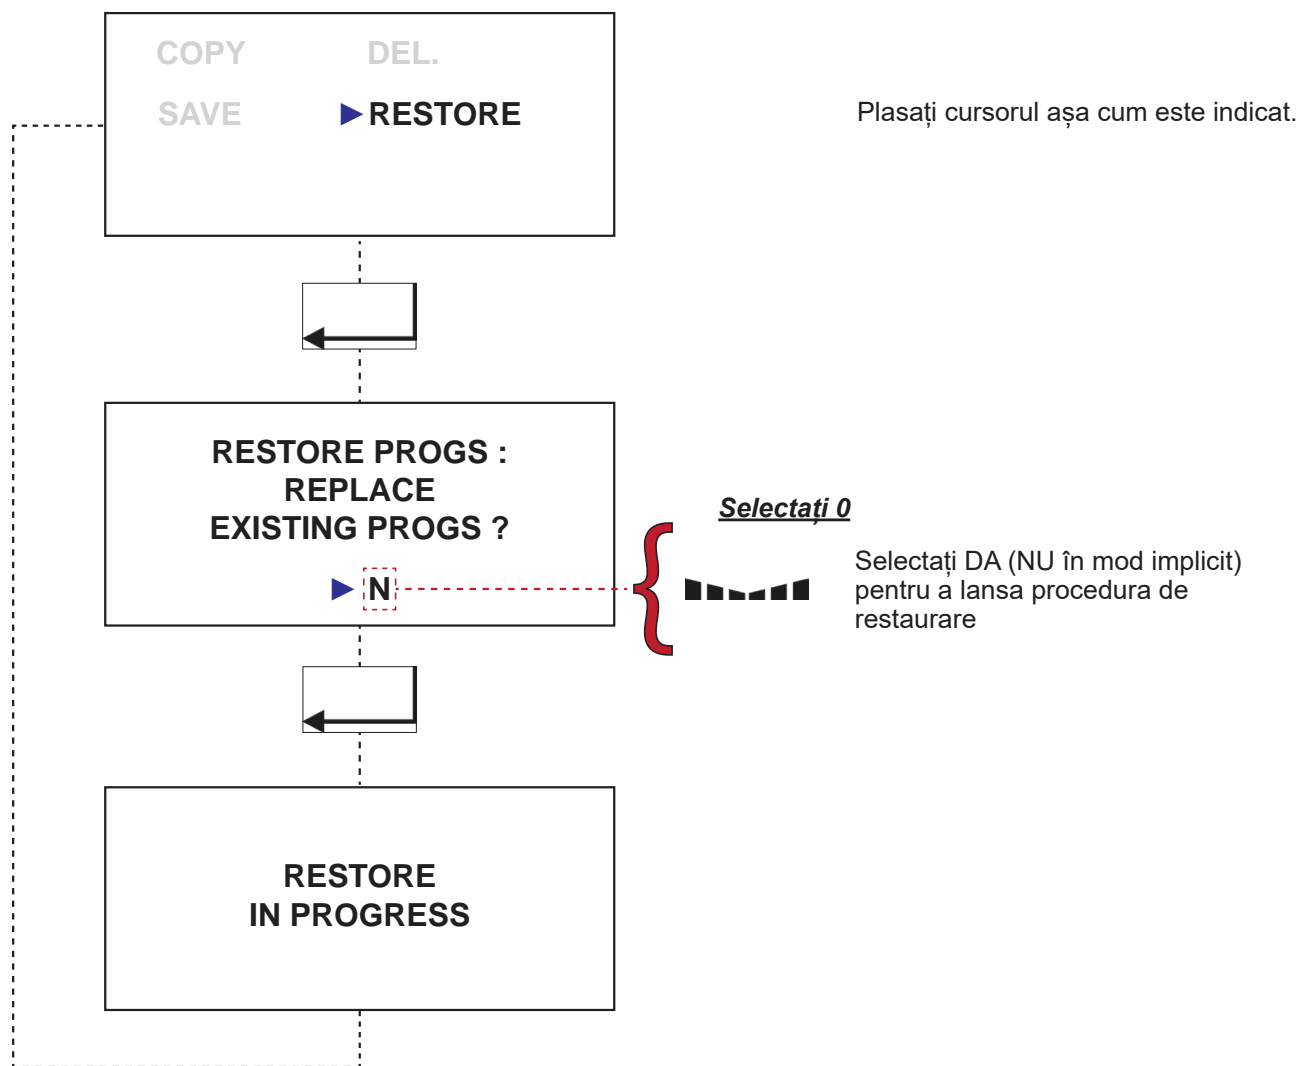 COPY DEL.
SAVE ►RESTORE
Plasați cursorul așa cum este indicat.
RESTORE PROGS :
REPLACE
EXISTING PROGS ?
► N
Selectați 0
Selectați DA (NU în mod implicit)
pentru a lansa procedura de
restaurare
RESTORE
IN PROGRESS